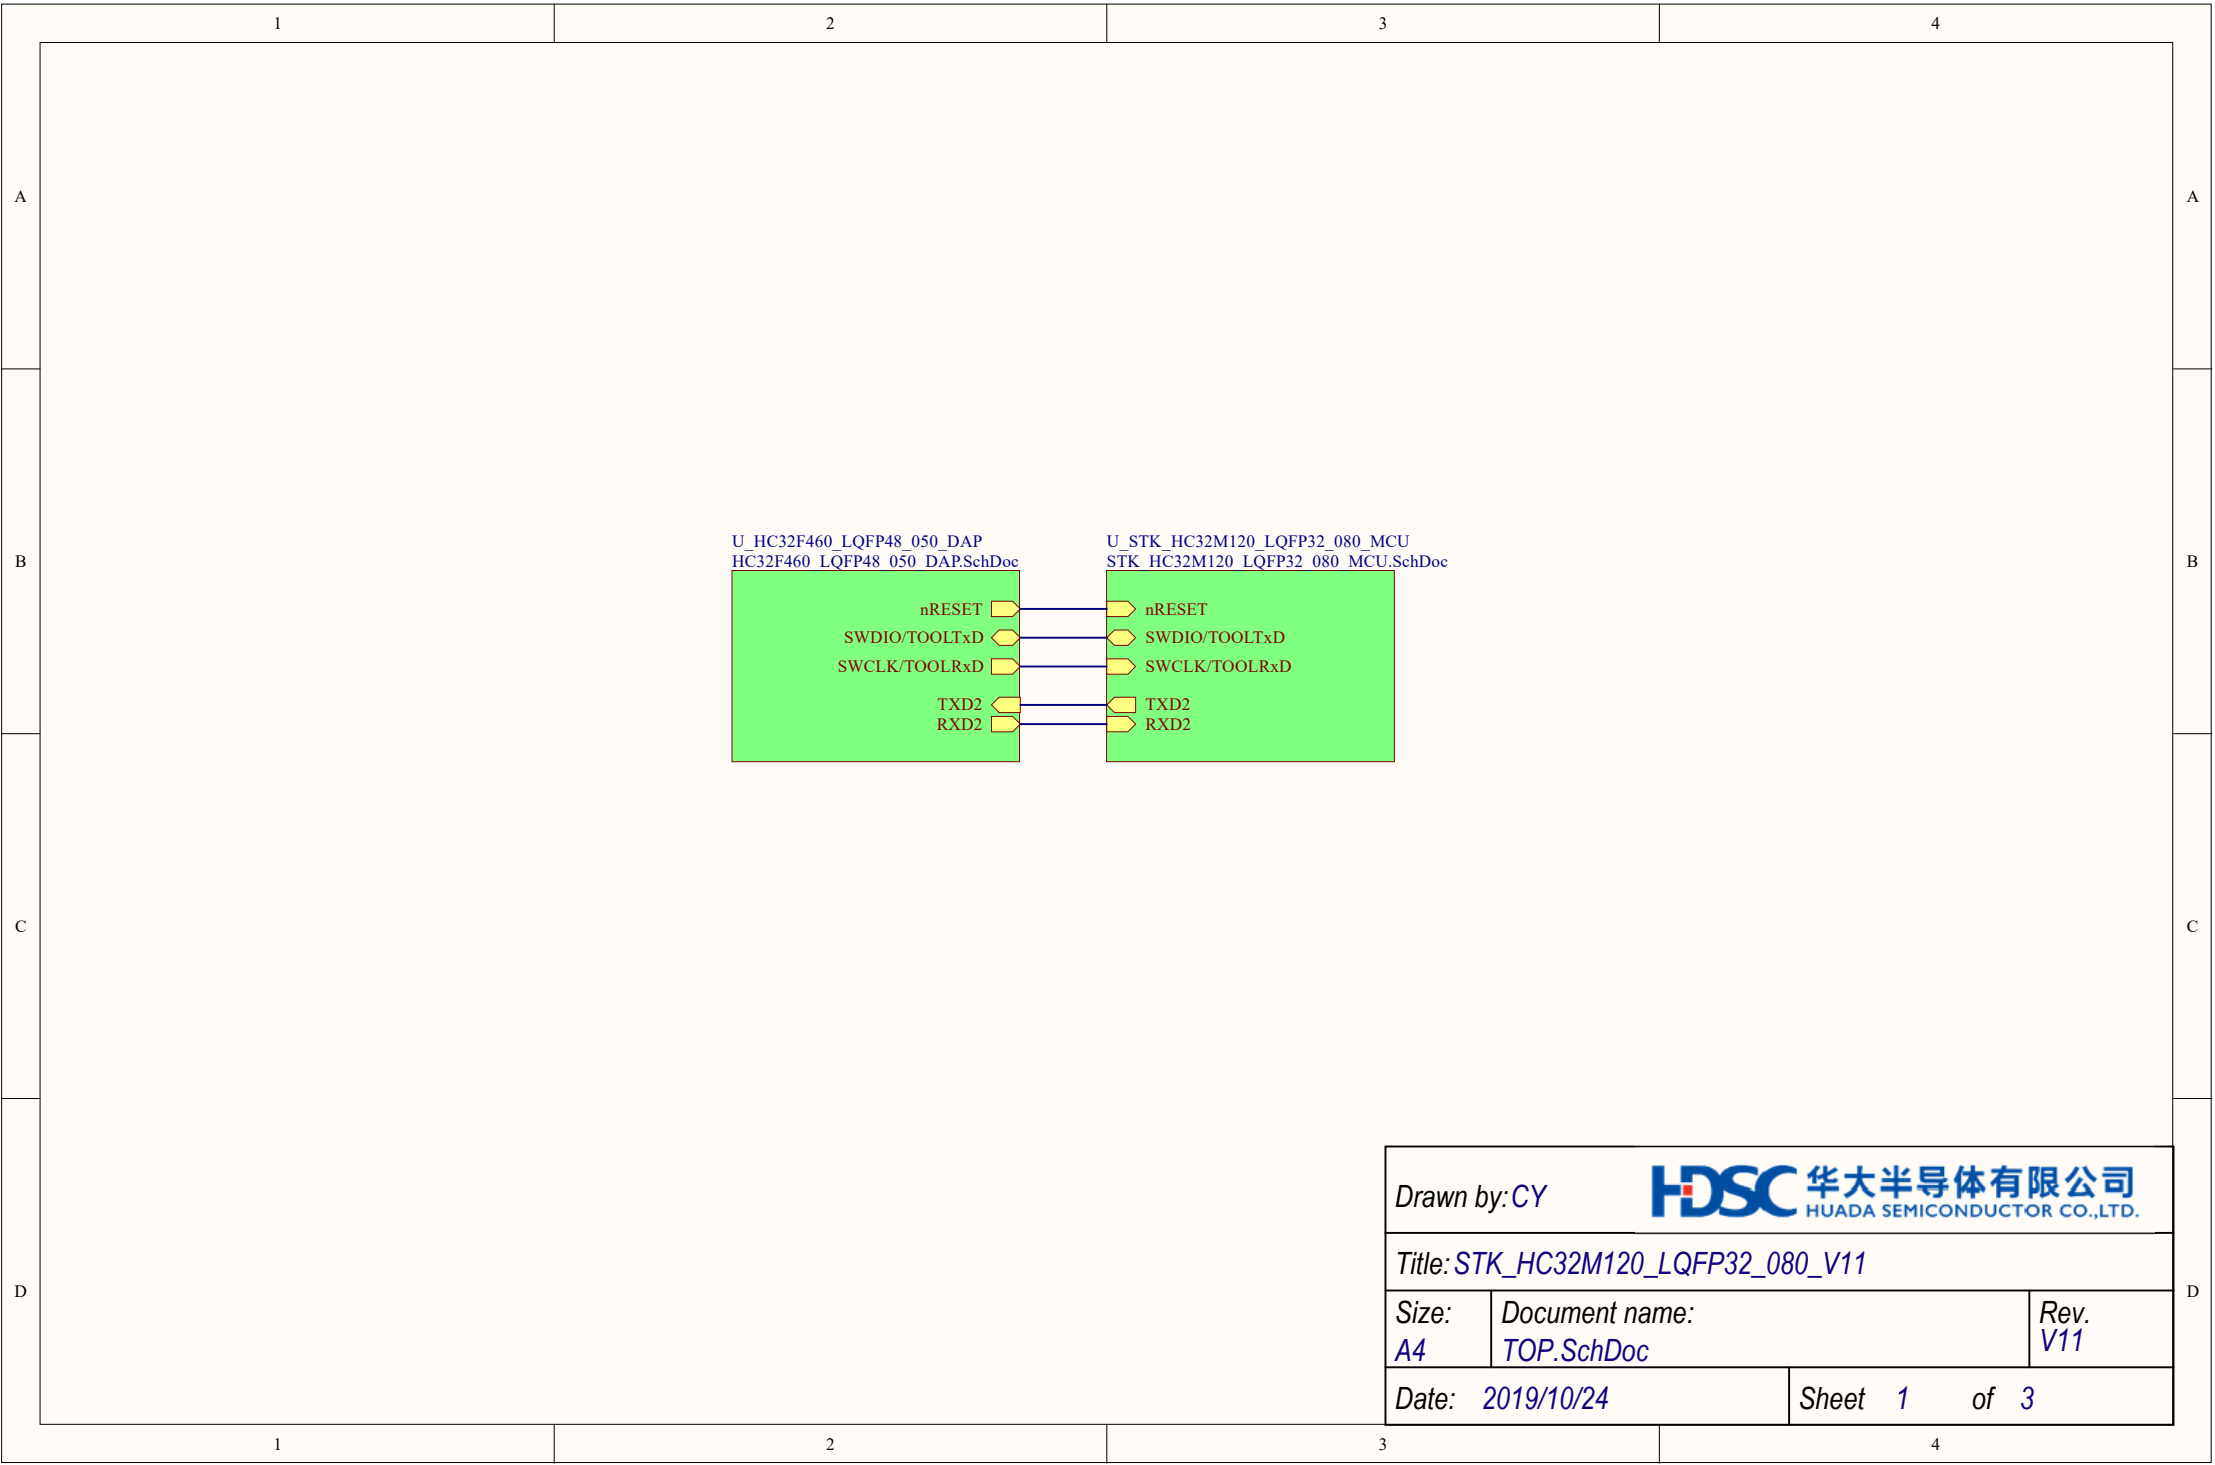 1 2 3 4
A A
U_HC32F460_LQFP48_050_DAP U_STK_HC32M120_LQFP32_080_MCU
B HC32F460_LQFP48_050_DAP.SchDoc STK_HC32M120_LQFP32_080_MCU.SchDoc B
nRESET nRESET
SWDIO/TOOLTxD SWDIO/TOOLTxD
SWCLK/TOOLRxD SWCLK/TOOLRxD
TXD2 TXD2
RXD2 RXD2
C C
Drawn by: CY HDSC 华大半导体有限公司
HUADA SEMICONDUCTOR CO.,LTD.
Title: STK_HC32M120_LQFP32_080_V11
D D
Size: Document name: Rev.
A4 TOP.SchDoc V11
Date: 2019/10/24 Sheet 1 of 3
1 2 3 4